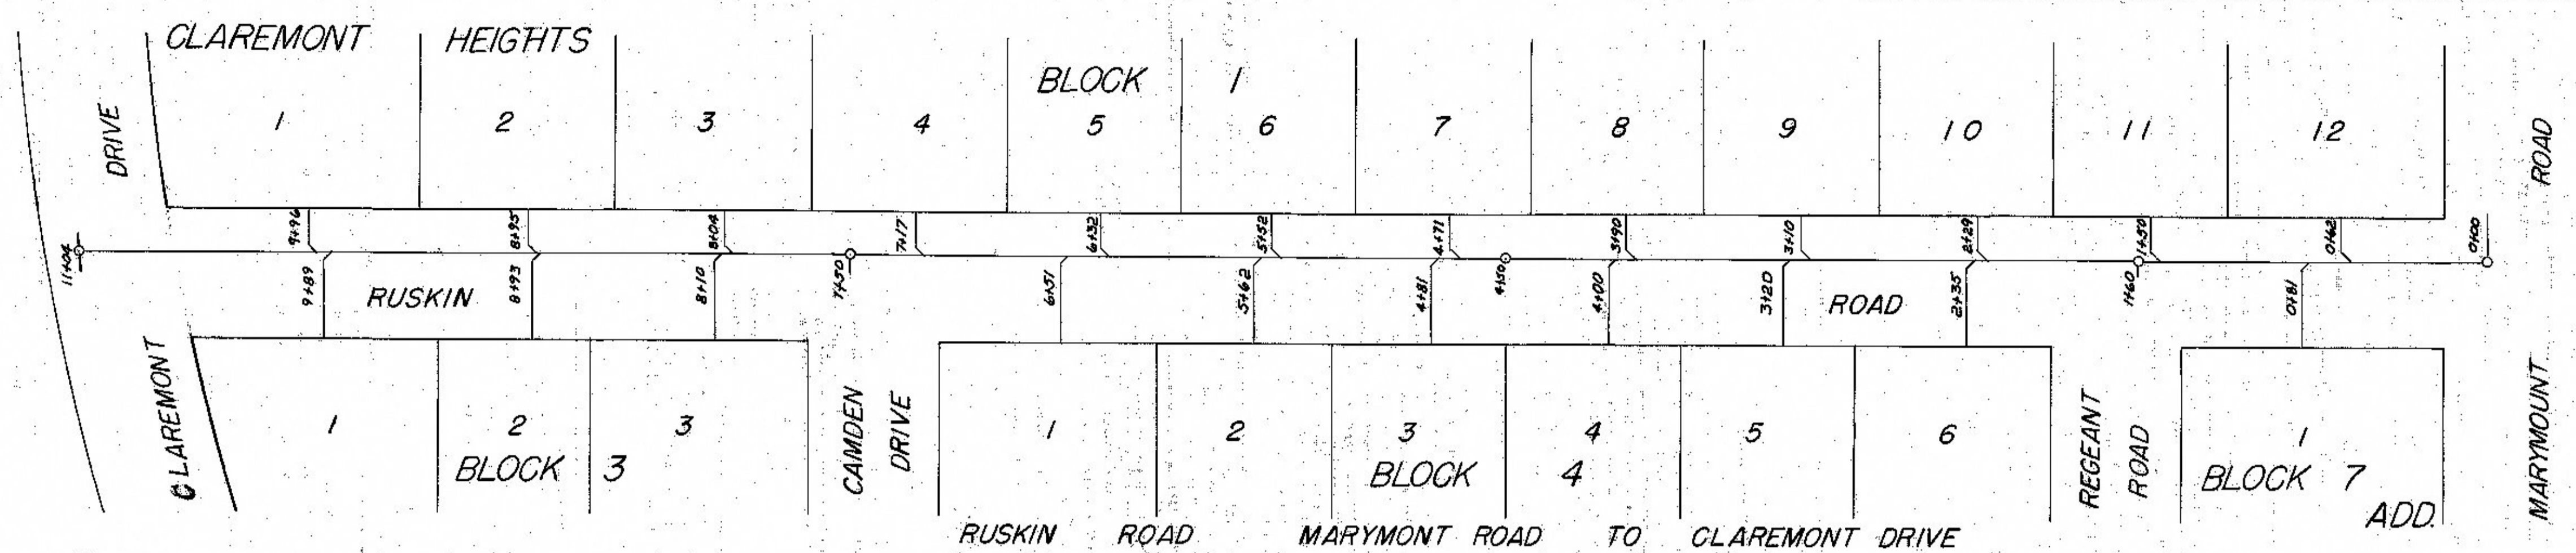 CLAREMONT HEIGHTS
BLOCK 1
1 2 3 4 5 6 7 8 9 10 11 12
DRIVE
ROAD
9+96 8+95 8+04 7+17 6+32 5+52 4+71 3+90 3+10 2+29 1+50 0+62 0+00
11+04 7+50 4+50 1+60
9+89 8+93 8+10 6+51 5+62 4+81 4+00 3+20 2+35 0+81
RUSKIN ROAD
CLAREMONT
CAMDEN
DRIVE
REGEANT
ROAD
MARYMOUNT
1 2 3
BLOCK 3
1 2 3 4 5 6
BLOCK 4
1
BLOCK 7
ADD.
RUSKIN ROAD MARYMONT ROAD TO CLAREMONT DRIVE